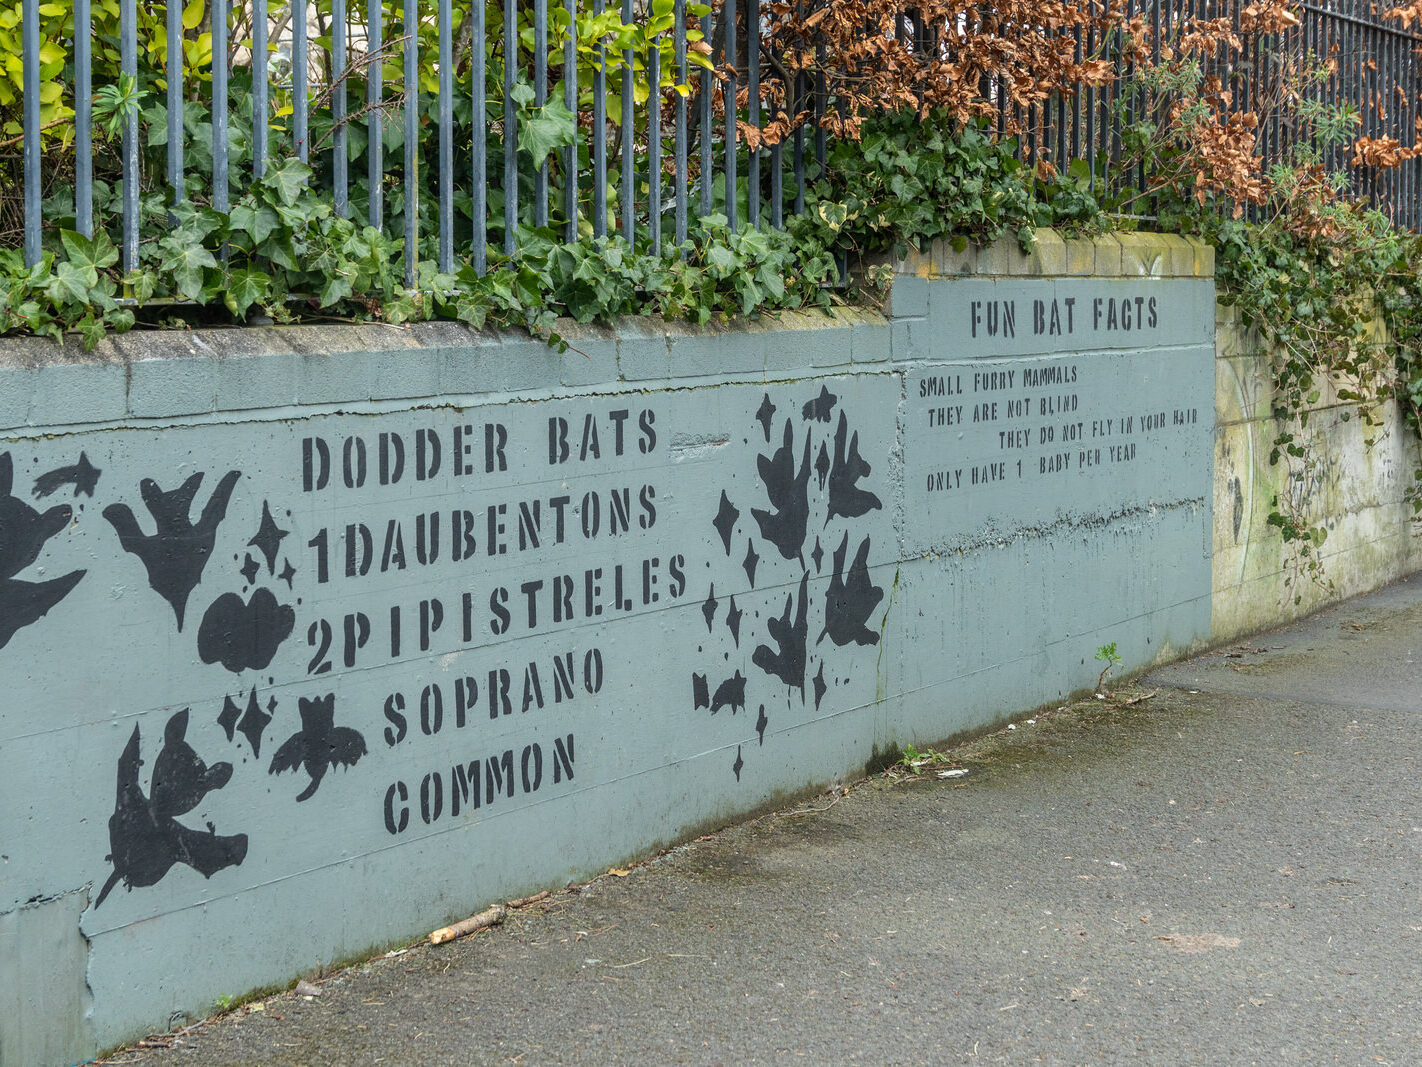 DODDER BATS
1DAUBENTONS
2PIPISTRELES
SOPRANO
COMMON
FUN BAT FACTS
SMALL FURRY MAMMALS
THEY ARE NOT BLIND
THEY DO NOT FLY IN YOUR HAIR
ONLY HAVE 1 BABY PER YEAR